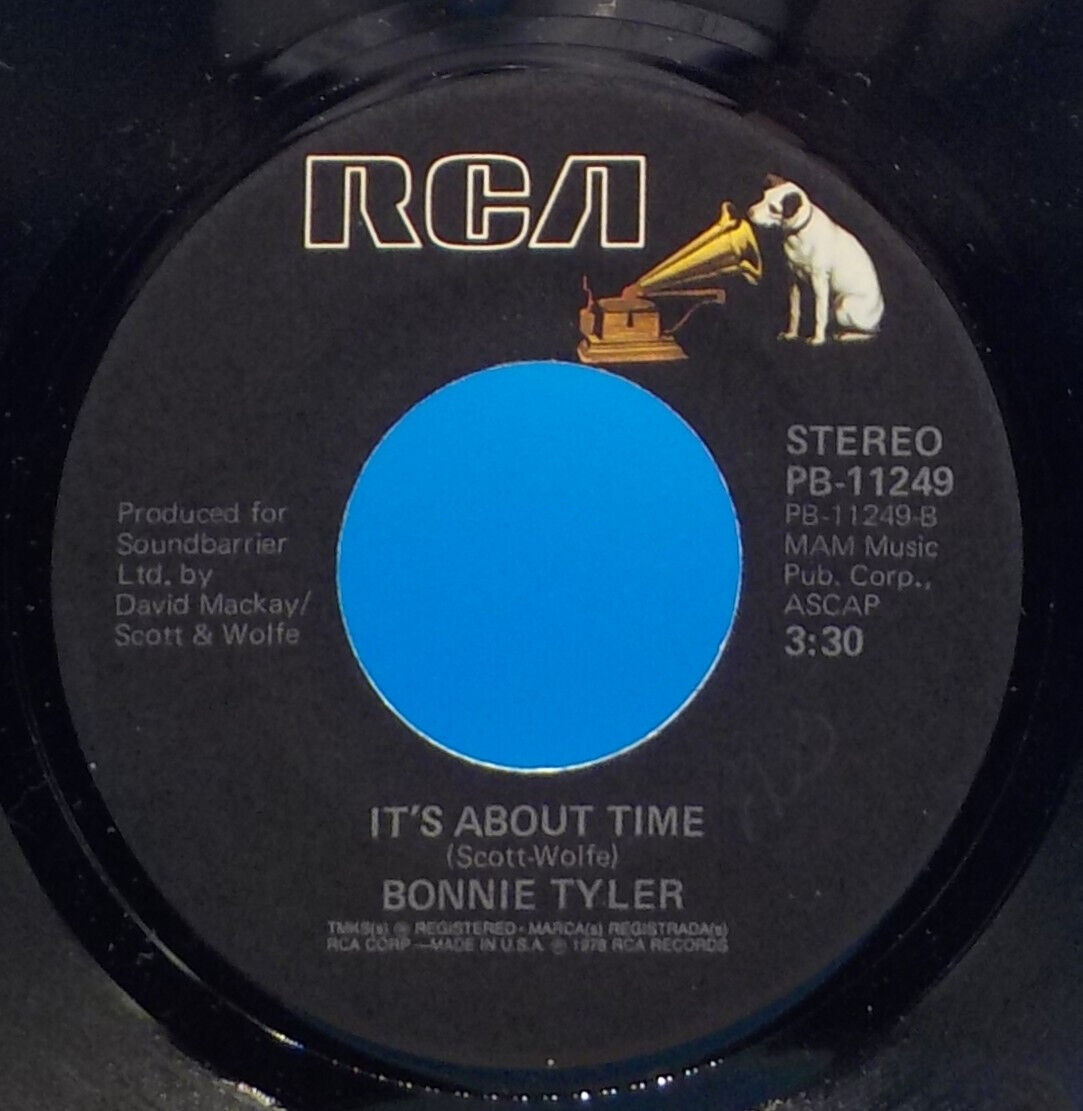 RCA
STEREO
PB-11249
PB-11249-B
MAM Music
Pub. Corp.,
ASCAP
3:30
Produced for
Soundbarrier
Ltd. by
David Mackay/
Scott & Wolfe
IT'S ABOUT TIME
(Scott-Wolfe)
BONNIE TYLER
TMK(s) ® REGISTERED • MARCA(s) REGISTRADA(s)
RCA CORP —MADE IN U.S.A. ℗ 1978 RCA RECORDS